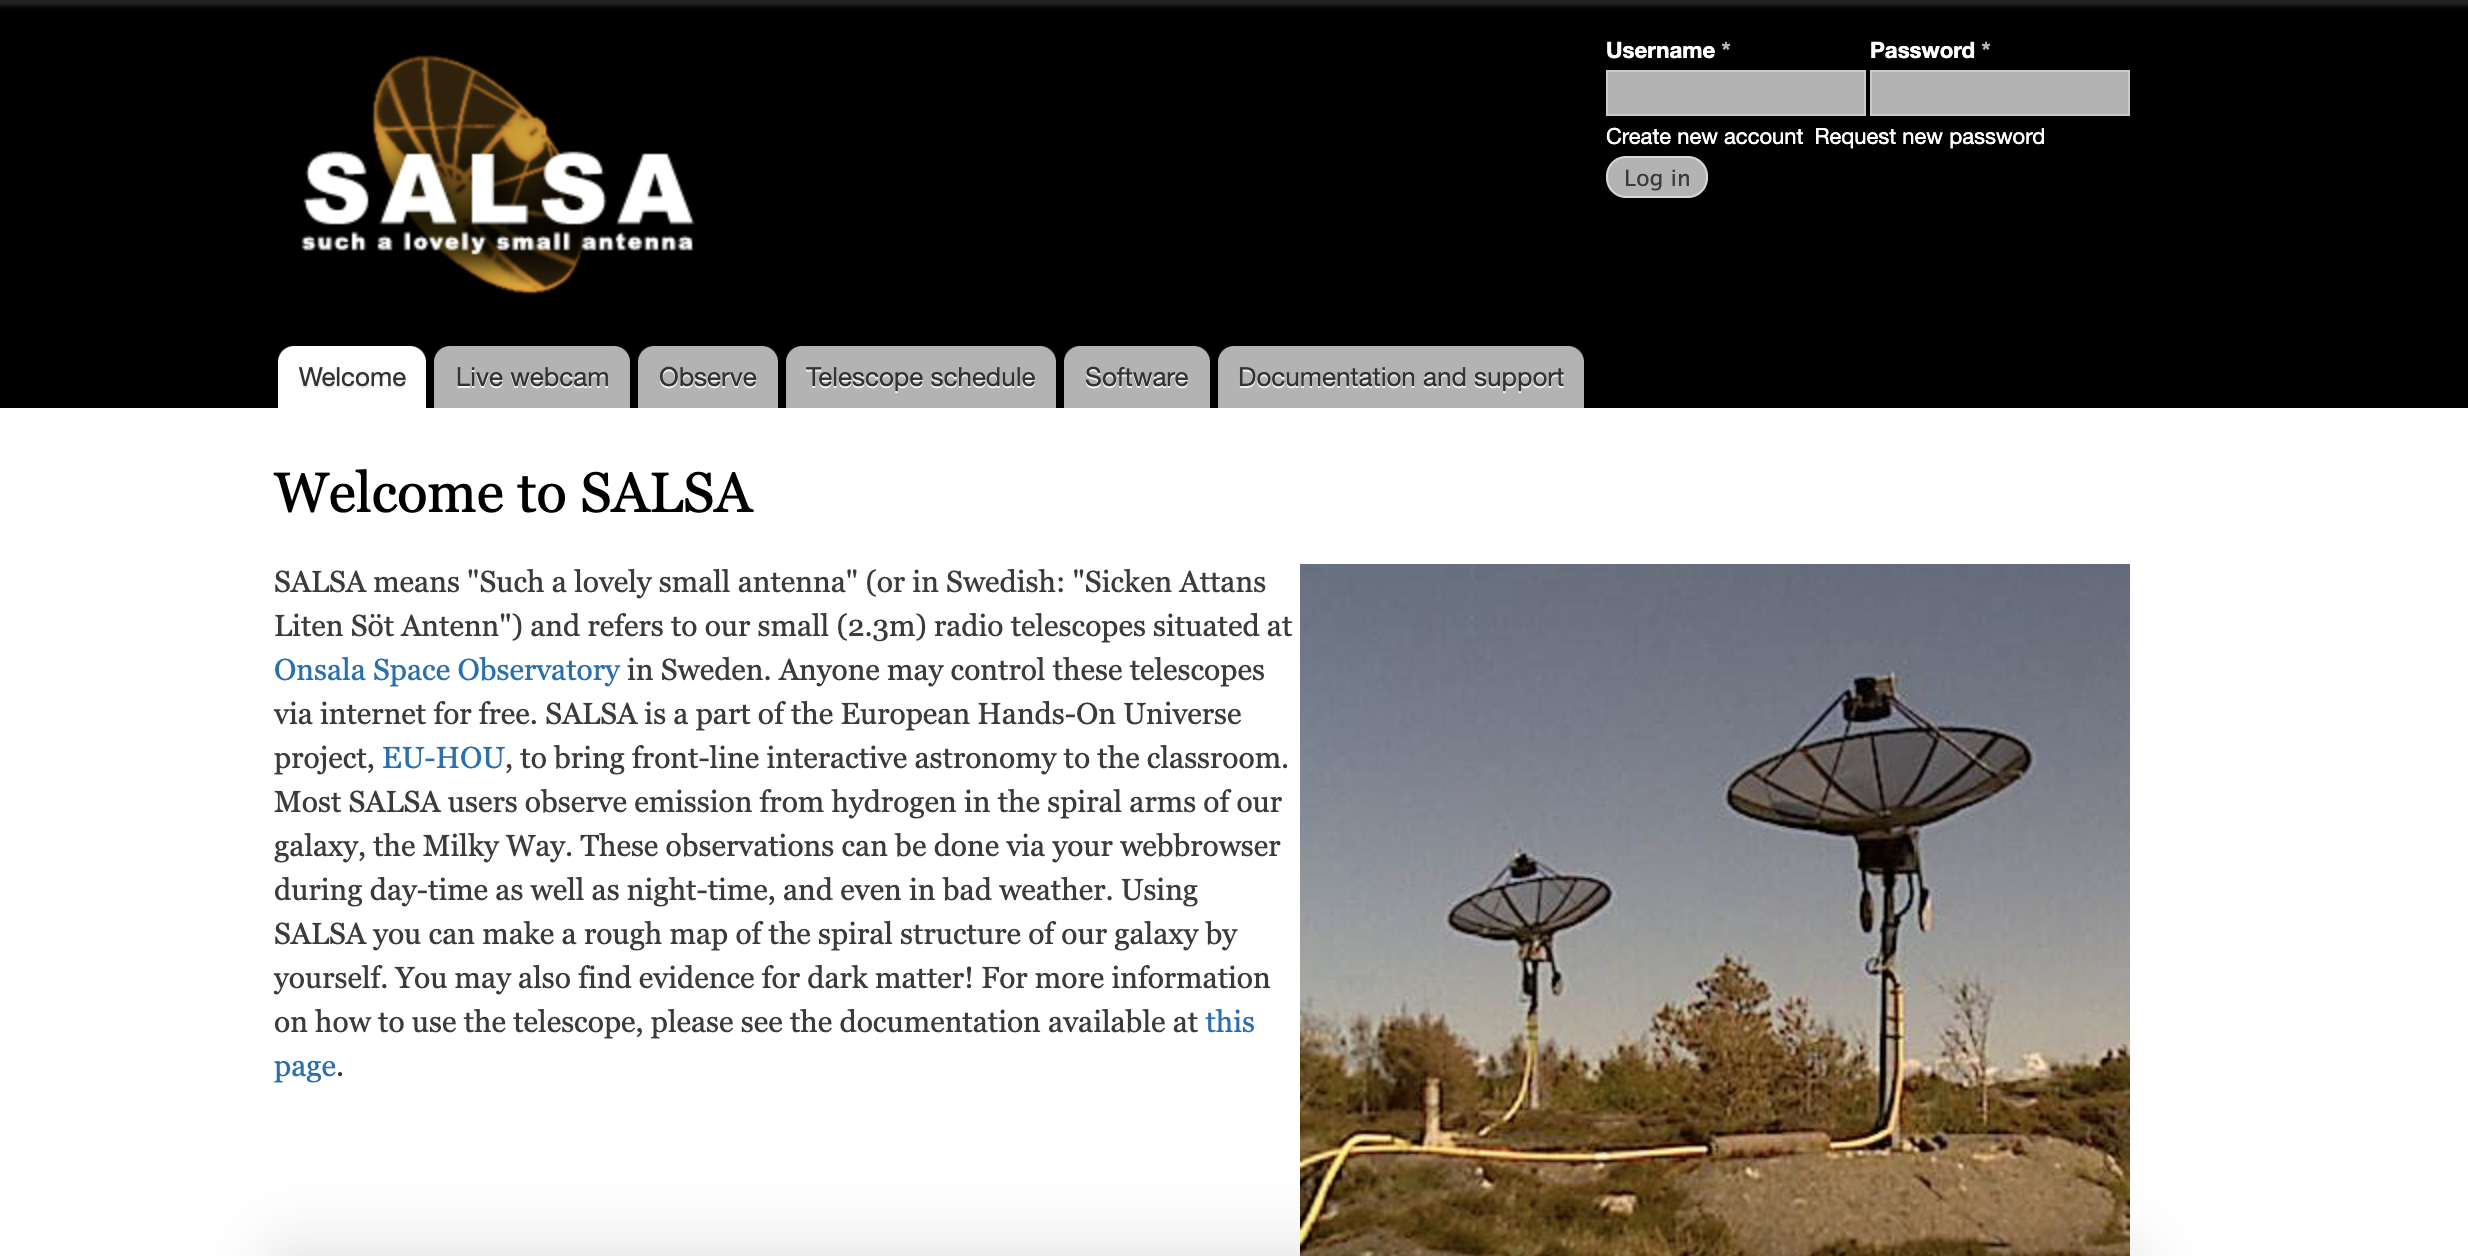 SALSA
such a lovely small antenna
Username * Password *
Create new account Request new password
Log in
Welcome Live webcam Observe Telescope schedule Software Documentation and support
Welcome to SALSA
SALSA means "Such a lovely small antenna" (or in Swedish: "Sicken Attans
Liten Söt Antenn") and refers to our small (2.3m) radio telescopes situated at
Onsala Space Observatory in Sweden. Anyone may control these telescopes
via internet for free. SALSA is a part of the European Hands-On Universe
project, EU-HOU, to bring front-line interactive astronomy to the classroom.
Most SALSA users observe emission from hydrogen in the spiral arms of our
galaxy, the Milky Way. These observations can be done via your webbrowser
during day-time as well as night-time, and even in bad weather. Using
SALSA you can make a rough map of the spiral structure of our galaxy by
yourself. You may also find evidence for dark matter! For more information
on how to use the telescope, please see the documentation available at this
page.